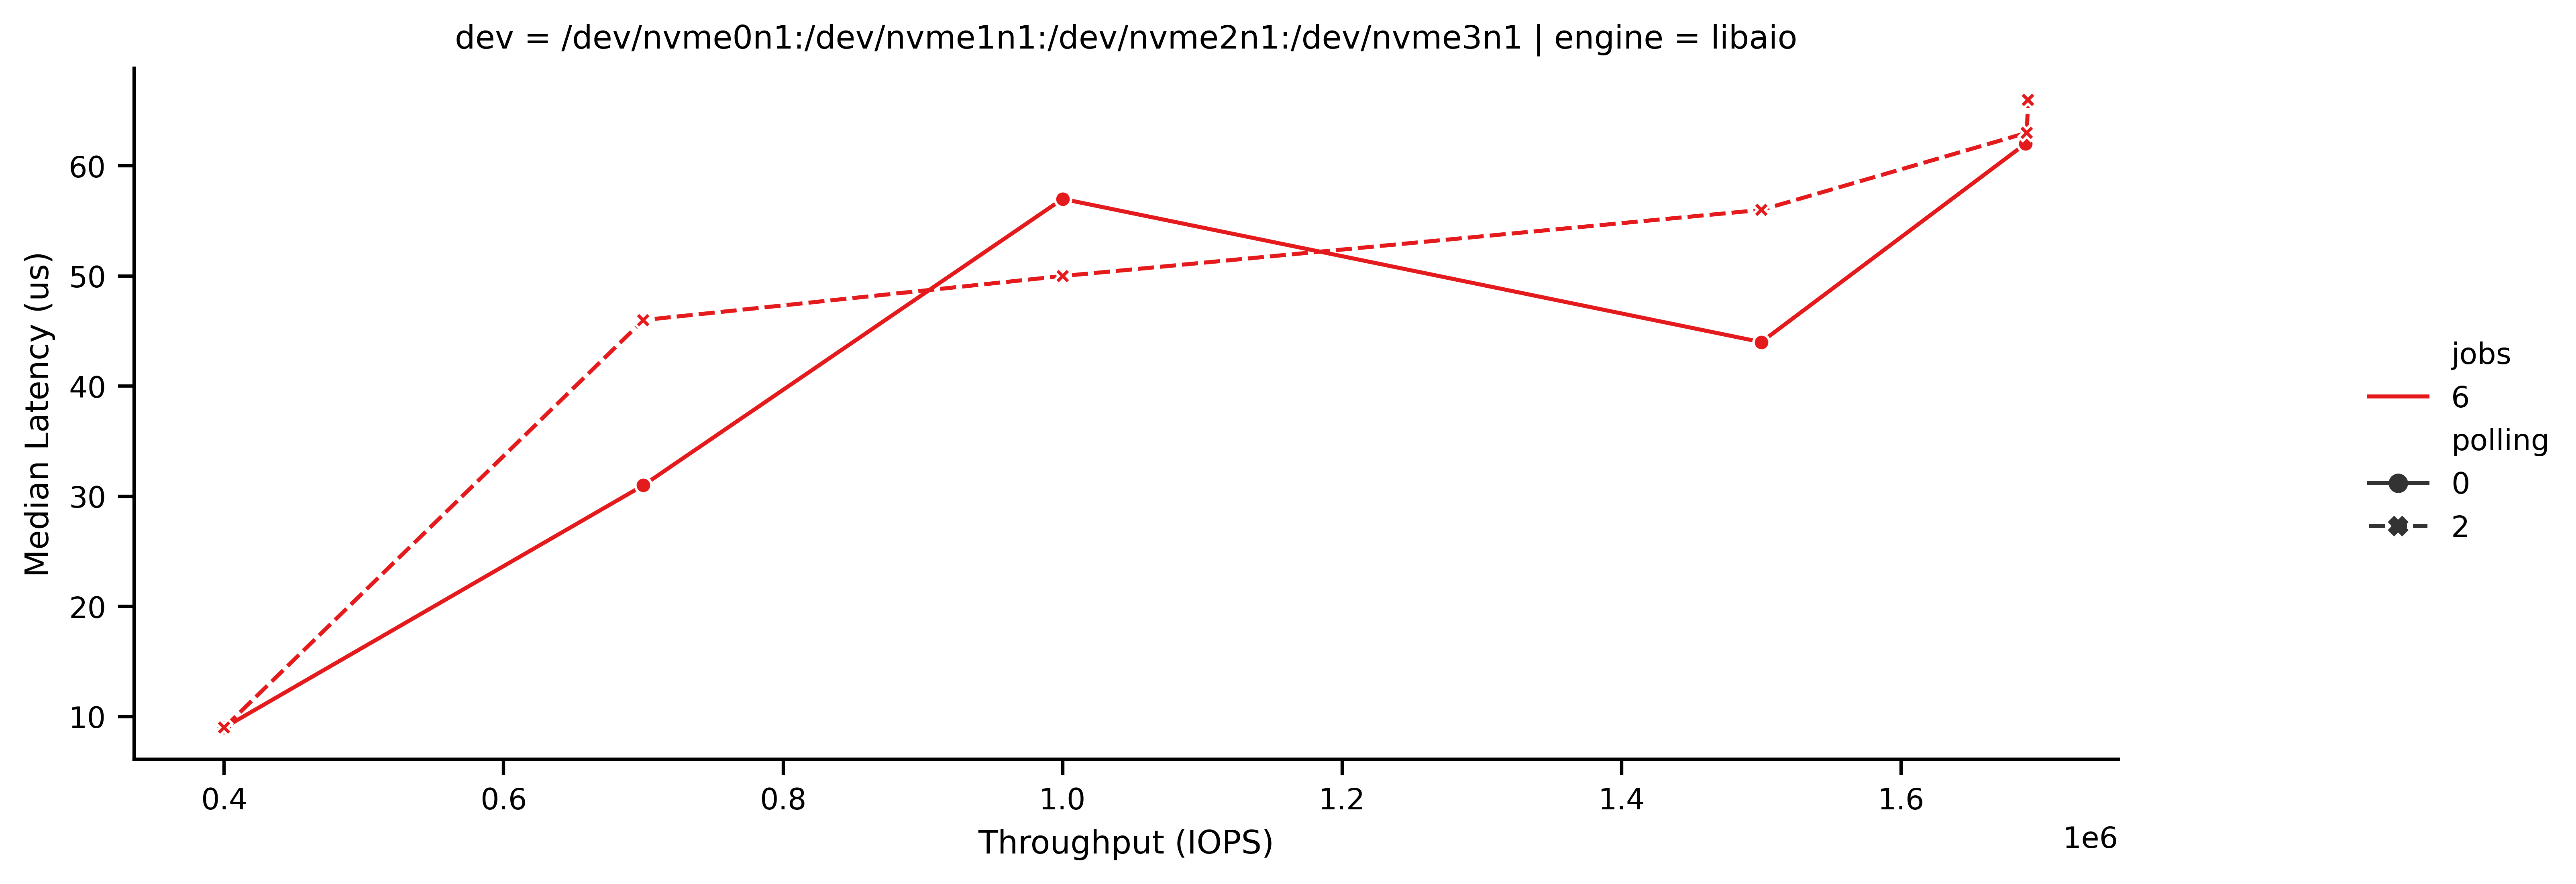 dev = /dev/nvme0n1:/dev/nvme1n1:/dev/nvme2n1:/dev/nvme3n1 | engine = libaio
Median Latency (us)
60
50
40
30
20
10
0.4 0.6 0.8 1.0 1.2 1.4 1.6
1e6
Throughput (IOPS)
jobs
6
polling
0
2